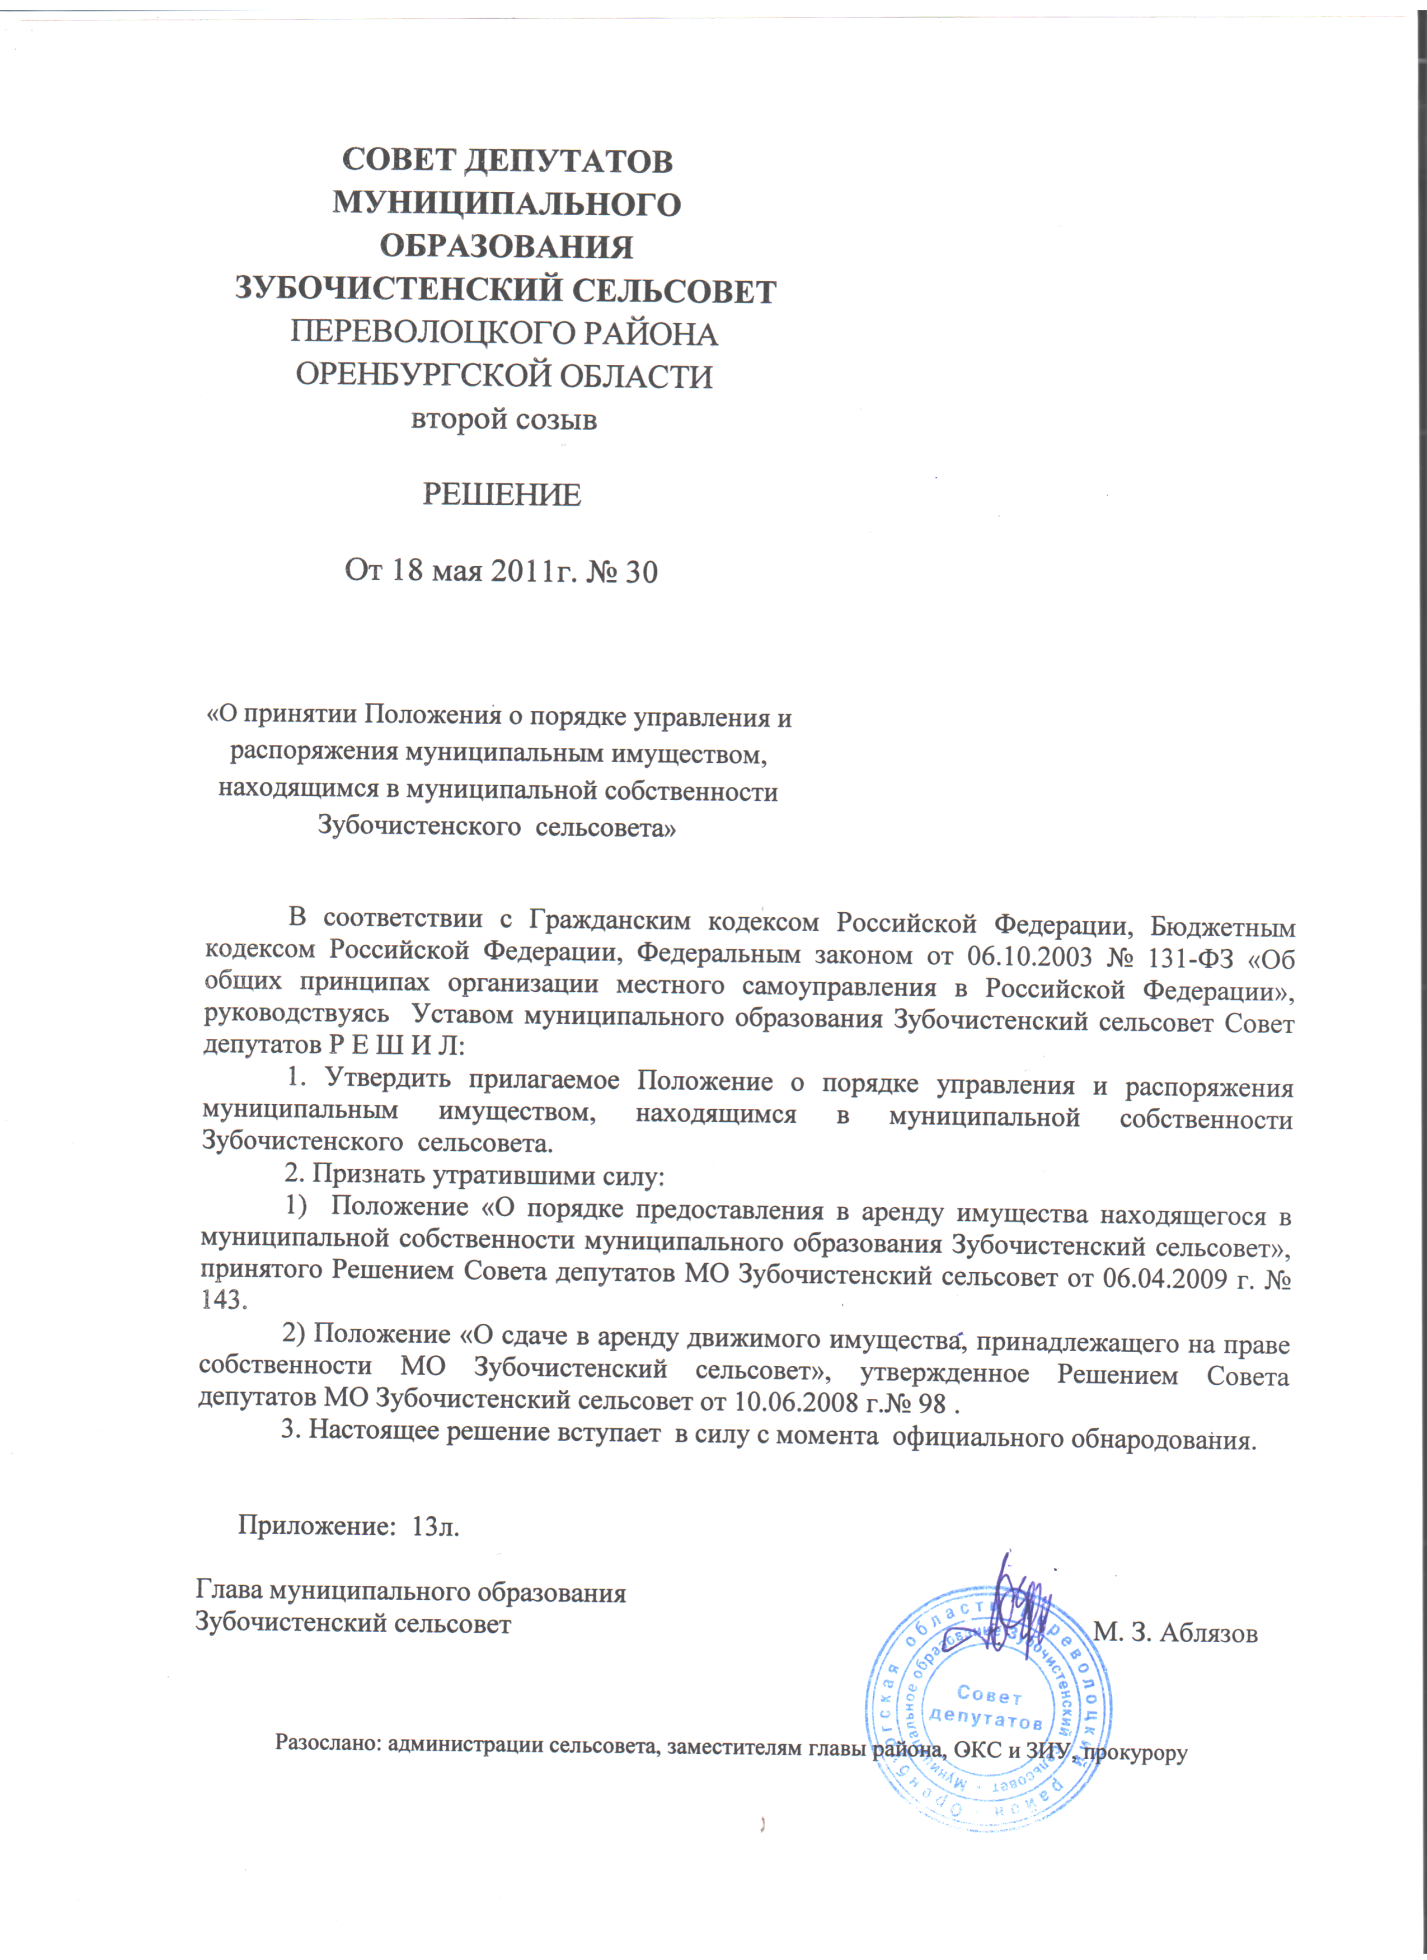 СОВЕТ ДЕПУТАТОВ
МУНИЦИПАЛЬНОГО
ОБРАЗОВАНИЯ
ЗУБОЧИСТЕНСКИЙ СЕЛЬСОВЕТ
ПЕРЕВОЛОЦКОГО РАЙОНА
ОРЕНБУРГСКОЙ ОБЛАСТИ
второй созыв
РЕШЕНИЕ
От 18 мая 2011г. № 30
«О принятии Положения о порядке управления и
распоряжения муниципальным имуществом,
находящимся в муниципальной собственности
Зубочистенского сельсовета»
В соответствии с Гражданским кодексом Российской Федерации, Бюджетным
кодексом Российской Федерации, Федеральным законом от 06.10.2003 № 131-ФЗ «Об
общих принципах организации местного самоуправления в Российской Федерации»,
руководствуясь Уставом муниципального образования Зубочистенский сельсовет Совет
депутатов Р Е Ш И Л:
1. Утвердить прилагаемое Положение о порядке управления и распоряжения
муниципальным имуществом, находящимся в муниципальной собственности
Зубочистенского сельсовета.
2. Признать утратившими силу:
1) Положение «О порядке предоставления в аренду имущества находящегося в
муниципальной собственности муниципального образования Зубочистенский сельсовет»,
принятого Решением Совета депутатов МО Зубочистенский сельсовет от 06.04.2009 г. №
143.
2) Положение «О сдаче в аренду движимого имущества, принадлежащего на праве
собственности МО Зубочистенский сельсовет», утвержденное Решением Совета
депутатов МО Зубочистенский сельсовет от 10.06.2008 г.№ 98 .
3. Настоящее решение вступает в силу с момента официального обнародования.
Приложение: 13л.
Глава муниципального образования
Зубочистенский сельсовет
М. З. Аблязов
Оренбургская область Переволоцкий район
Муниципальное образование Зубочистенский сельсовет
Совет
депутатов
Разослано: администрации сельсовета, заместителям главы района, ОКС и ЗИУ, прокурору